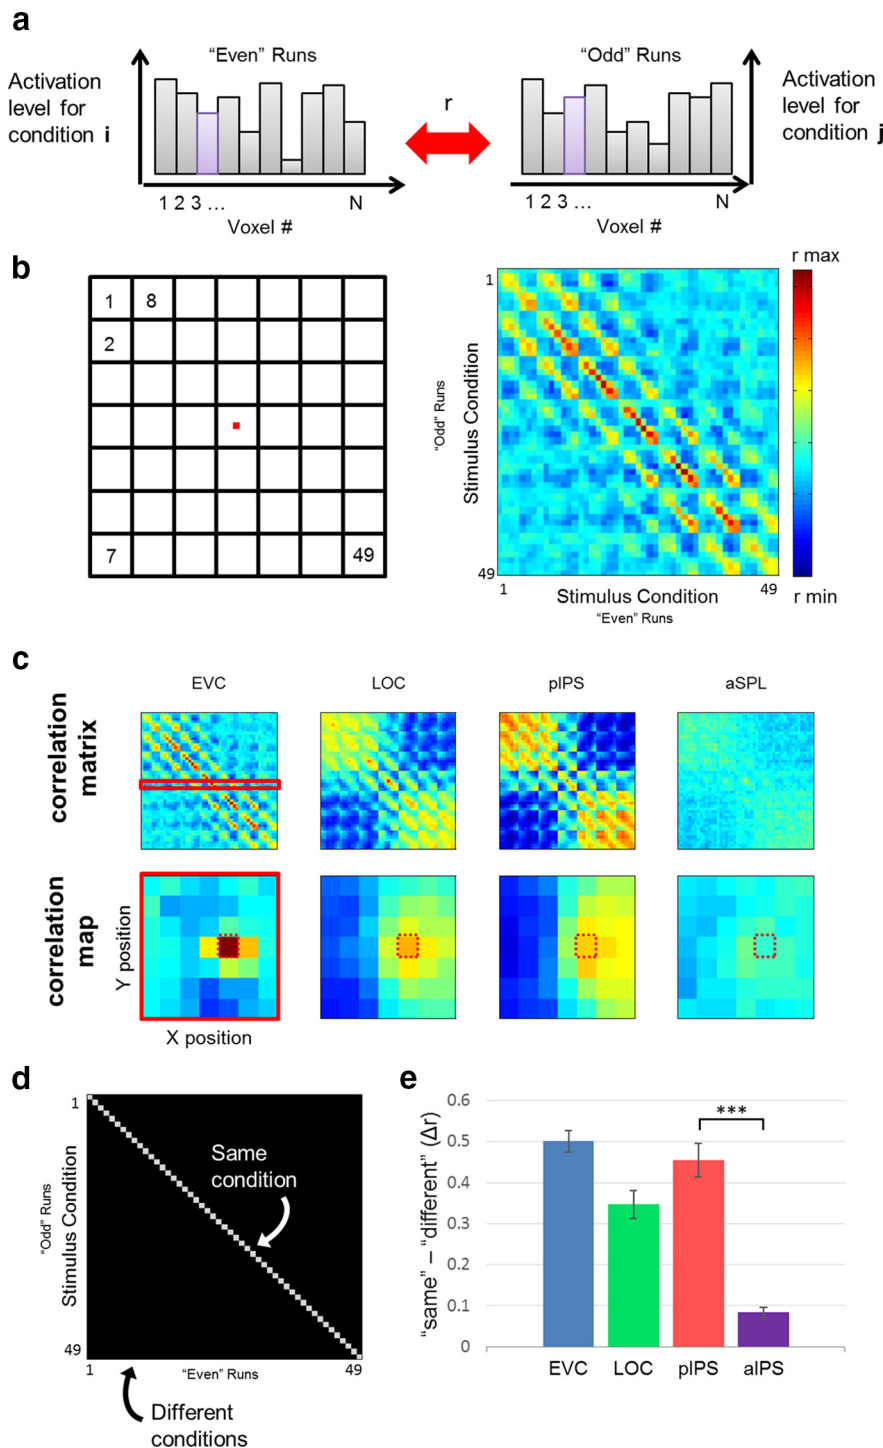 a
"Even" Runs
Activation
level for
condition i
1 2 3 ...
N
Voxel #
r
"Odd" Runs
Activation
level for
condition j
1 2 3 ...
N
Voxel #
b
1
8
2
7
49
1
"Odd" Runs
Stimulus Condition
49
1
Stimulus Condition
49
"Even" Runs
r max
r min
c
EVC
LOC
pIPS
aSPL
correlation
matrix
correlation
map
Y position
X position
d
1
"Odd" Runs
Stimulus Condition
49
Same
condition
1
"Even" Runs
49
Different
conditions
e
"same" – "different" (Δr)
0.6
0.5
0.4
0.3
0.2
0.1
0
***
EVC
LOC
pIPS
aIPS